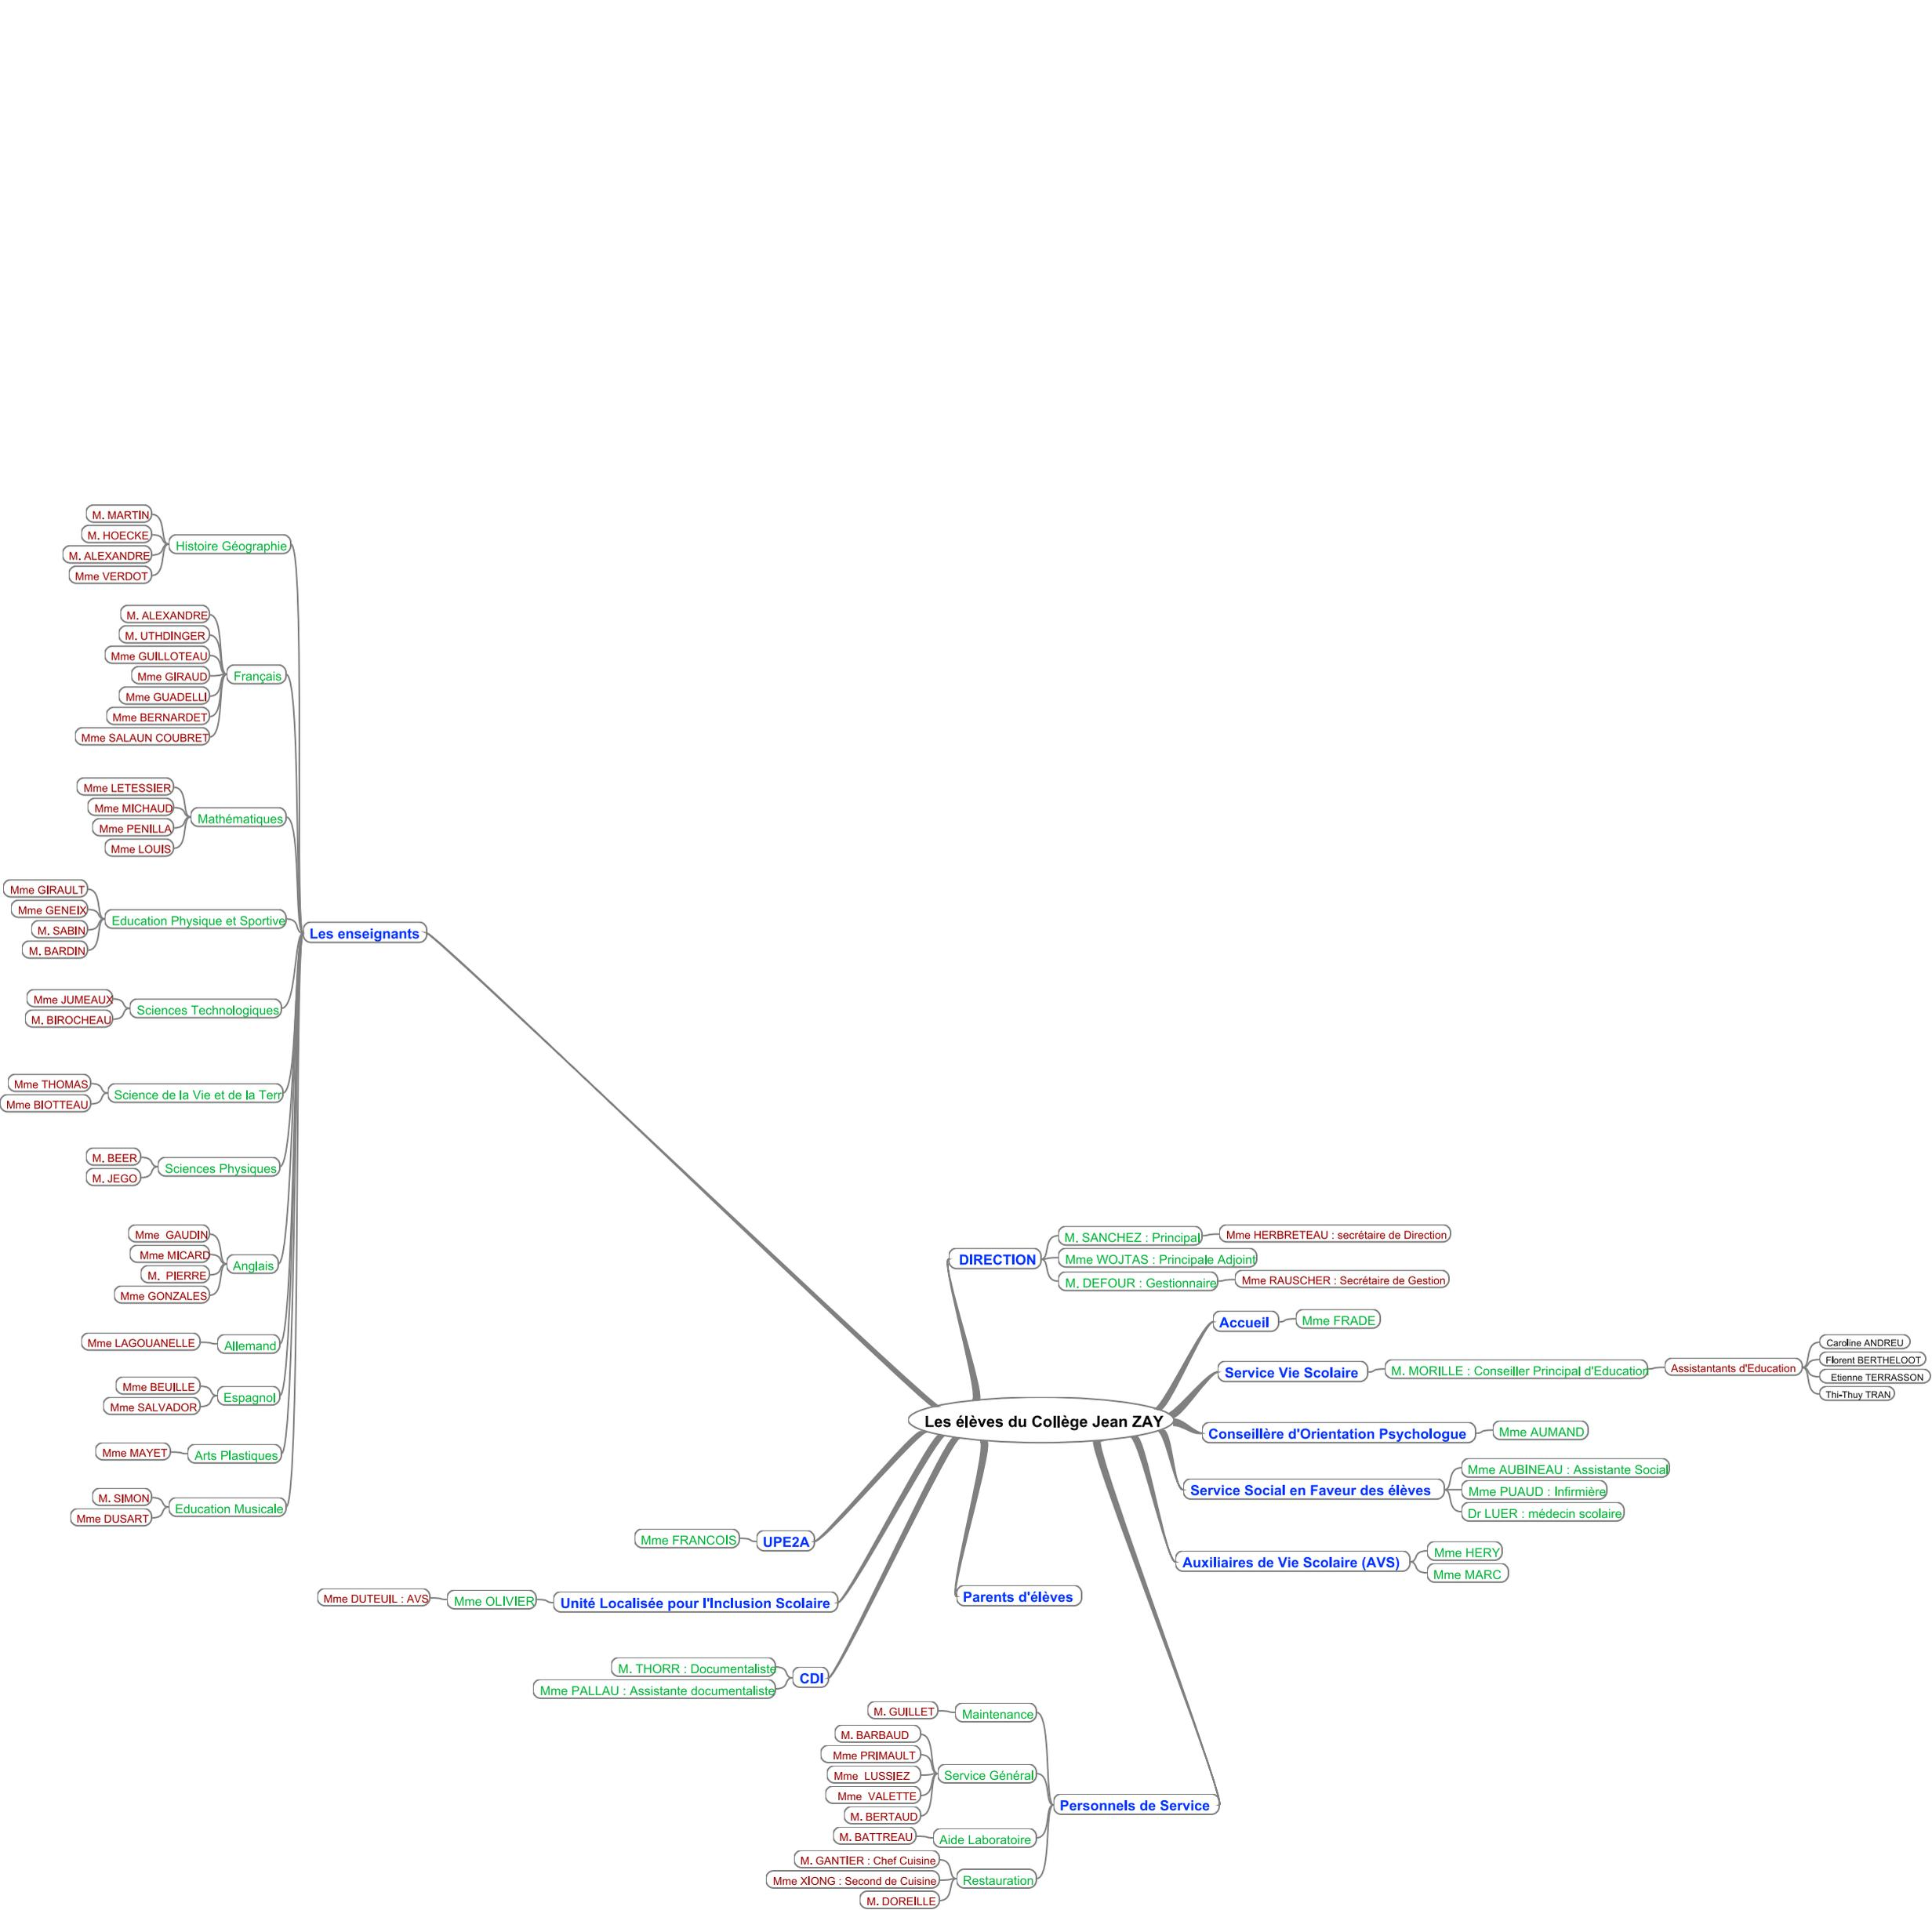 Les élèves du Collège Jean ZAY
DIRECTION
M. SANCHEZ : Principal
Mme HERBRETEAU : secrétaire de Direction
Mme WOJTAS : Principale Adjoint
M. DEFOUR : Gestionnaire
Mme RAUSCHER : Secrétaire de Gestion
Accueil
Mme FRADE
Service Vie Scolaire
M. MORILLE : Conseiller Principal d'Education
Assistantants d'Education
Caroline ANDREU
Florent BERTHELOOT
Etienne TERRASSON
Thi-Thuy TRAN
Conseillère d'Orientation Psychologue
Mme AUMAND
Service Social en Faveur des élèves
Mme AUBINEAU : Assistante Social
Mme PUAUD : Infirmière
Dr LUER : médecin scolaire
Auxiliaires de Vie Scolaire (AVS)
Mme HERY
Mme MARC
Personnels de Service
Maintenance
M. GUILLET
Service Général
M. BARBAUD
Mme PRIMAULT
Mme LUSSIEZ
Mme VALETTE
M. BERTAUD
Aide Laboratoire
M. BATTREAU
Restauration
M. GANTIER : Chef Cuisine
Mme XIONG : Second de Cuisine
M. DOREILLE
Parents d'élèves
CDI
M. THORR : Documentaliste
Mme PALLAU : Assistante documentaliste
Unité Localisée pour l'Inclusion Scolaire
Mme OLIVIER
Mme DUTEUIL : AVS
UPE2A
Mme FRANCOIS
Les enseignants
Histoire Géographie
M. MARTIN
M. HOECKE
M. ALEXANDRE
Mme VERDOT
Français
M. ALEXANDRE
M. UTHDINGER
Mme GUILLOTEAU
Mme GIRAUD
Mme GUADELLI
Mme BERNARDET
Mme SALAUN COUBRET
Mathématiques
Mme LETESSIER
Mme MICHAUD
Mme PENILLA
Mme LOUIS
Education Physique et Sportive
Mme GIRAULT
Mme GENEIX
M. SABIN
M. BARDIN
Sciences Technologiques
Mme JUMEAUX
M. BIROCHEAU
Science de la Vie et de la Terr
Mme THOMAS
Mme BIOTTEAU
Sciences Physiques
M. BEER
M. JEGO
Anglais
Mme GAUDIN
Mme MICARD
M. PIERRE
Mme GONZALES
Allemand
Mme LAGOUANELLE
Espagnol
Mme BEUILLE
Mme SALVADOR
Arts Plastiques
Mme MAYET
Education Musicale
M. SIMON
Mme DUSART